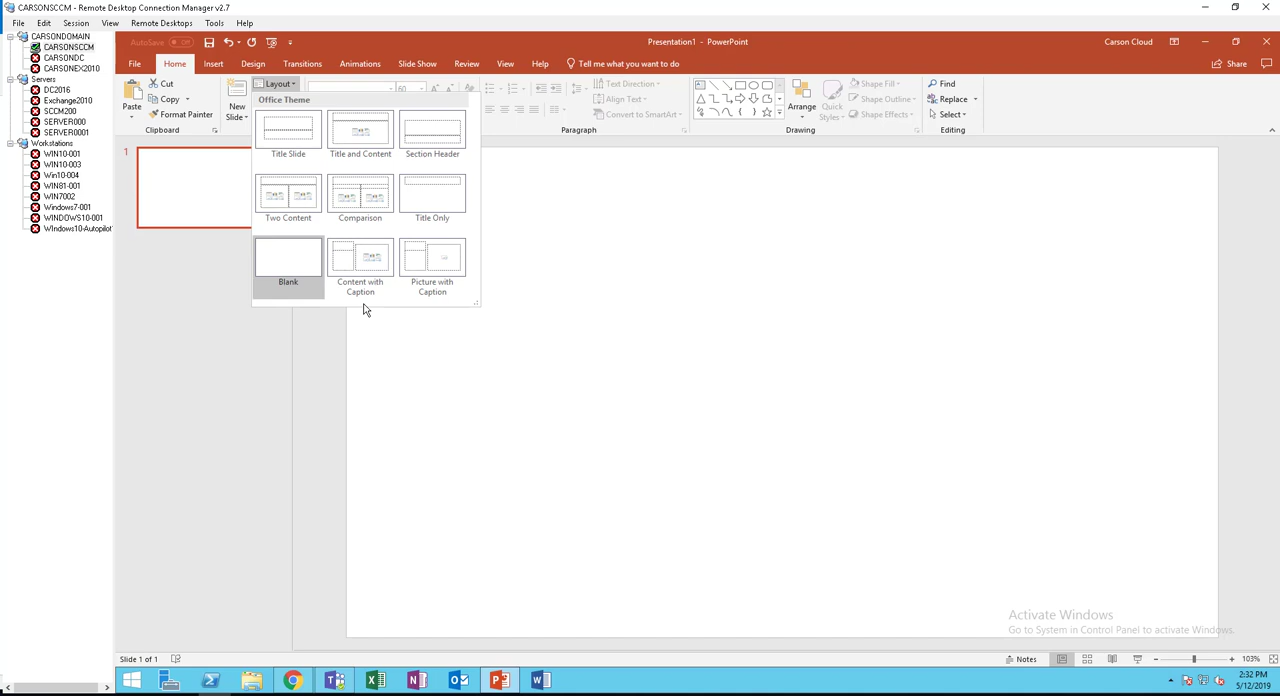 CARSONSCCM - Remote Desktop Connection Manager v2.7
File Edit Session View Remote Desktops Tools Help
CARSONDOMAIN
CARSONSCCM
CARSONDC
CARSONEX2010
Servers
DC2016
Exchange2010
SCCM200
SERVER000
SERVER0001
Workstations
WIN10-001
WIN10-003
Win10-004
WIN81-001
WIN7002
Windows7-001
WINDOWS10-001
WIndows10-Autopilot
AutoSave Off
Presentation1 - PowerPoint
Carson Cloud
File Home Insert Design Transitions Animations Slide Show Review View Help Tell me what you want to do
Share
Paste
Cut
Copy
Format Painter
Clipboard
New
Slide
Layout
60
Text Direction
Align Text
Convert to SmartArt
Paragraph
Arrange
Quick
Styles
Shape Fill
Shape Outline
Shape Effects
Drawing
Find
Replace
Select
Editing
Office Theme
Title Slide
Title and Content
Section Header
Two Content
Comparison
Title Only
Blank
Content with
Caption
Picture with
Caption
1
Activate Windows
Go to System in Control Panel to activate Windows.
Slide 1 of 1
Notes
103%
2:32 PM
5/12/2019